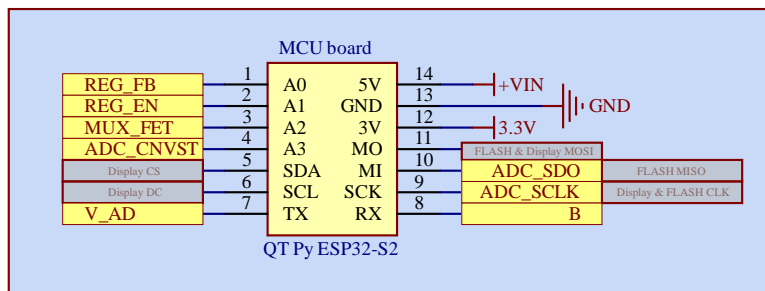 MCU board
REG_FB 1 A0 5V 14 +VIN
REG_EN 2 A1 GND 13 GND
MUX_FET 3 A2 3V 12 3.3V
ADC_CNVST 4 A3 MO 11 FLASH & Display MOSI
Display CS 5 SDA MI 10 ADC_SDO FLASH MISO
Display DC 6 SCL SCK 9 ADC_SCLK Display & FLASH CLK
V_AD 7 TX RX 8 B
QT Py ESP32-S2